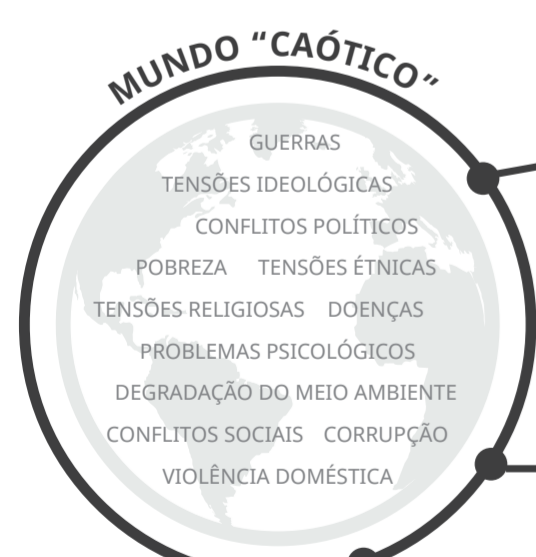 MUNDO “CAÓTICO”
GUERRAS
TENSÕES IDEOLÓGICAS
CONFLITOS POLÍTICOS
POBREZA TENSÕES ÉTNICAS
TENSÕES RELIGIOSAS DOENÇAS
PROBLEMAS PSICOLÓGICOS
DEGRADAÇÃO DO MEIO AMBIENTE
CONFLITOS SOCIAIS CORRUPÇÃO
VIOLÊNCIA DOMÉSTICA